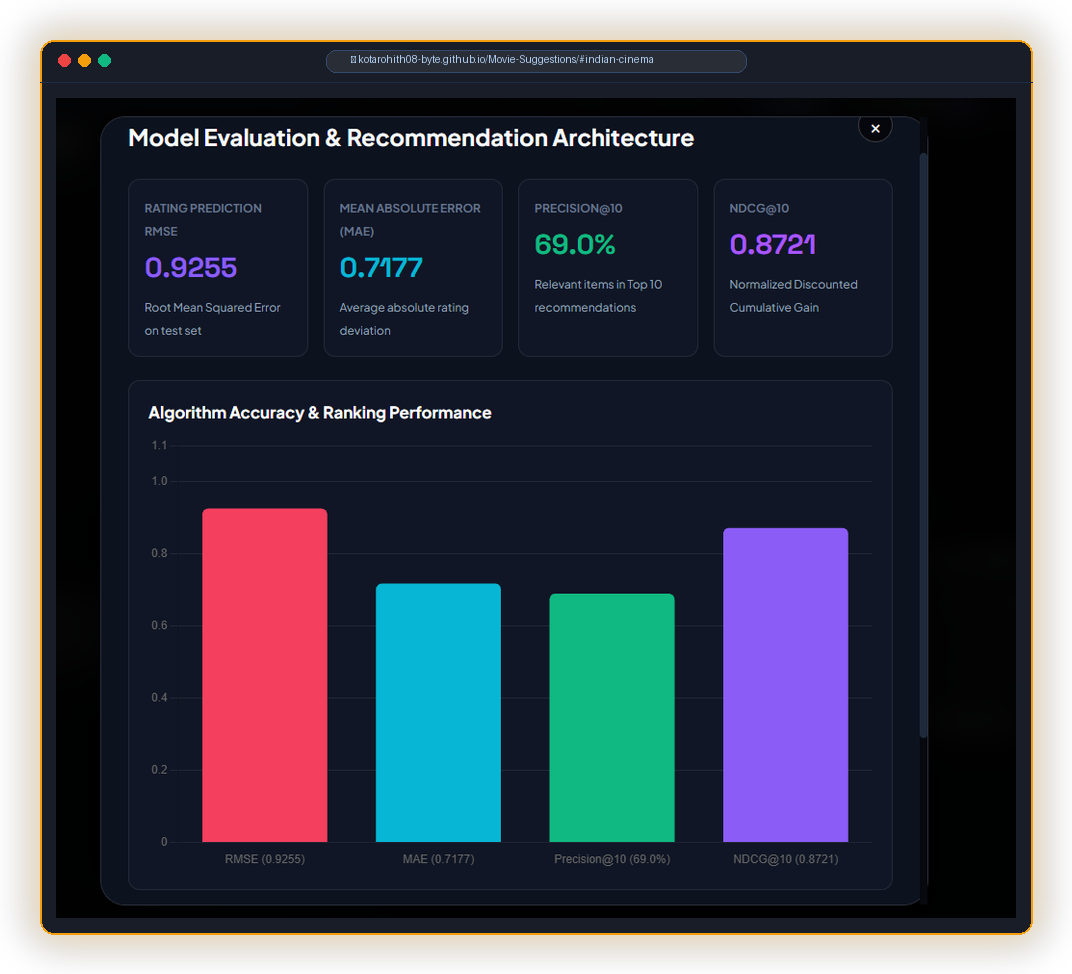 kotarohith08-byte.github.io/Movie-Suggestions/#indian-cinema
Model Evaluation & Recommendation Architecture
×
RATING PREDICTION
RMSE
0.9255
Root Mean Squared Error
on test set
MEAN ABSOLUTE ERROR
(MAE)
0.7177
Average absolute rating
deviation
PRECISION@10
69.0%
Relevant items in Top 10
recommendations
NDCG@10
0.8721
Normalized Discounted
Cumulative Gain
Algorithm Accuracy & Ranking Performance
1.1
1.0
0.8
0.6
0.4
0.2
0
RMSE (0.9255)
MAE (0.7177)
Precision@10 (69.0%)
NDCG@10 (0.8721)